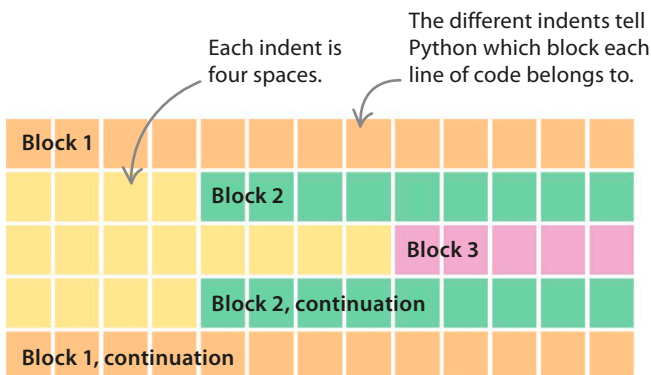 Each indent is
four spaces.
The different indents tell
Python which block each
line of code belongs to.
Block 1
Block 2
Block 3
Block 2, continuation
Block 1, continuation